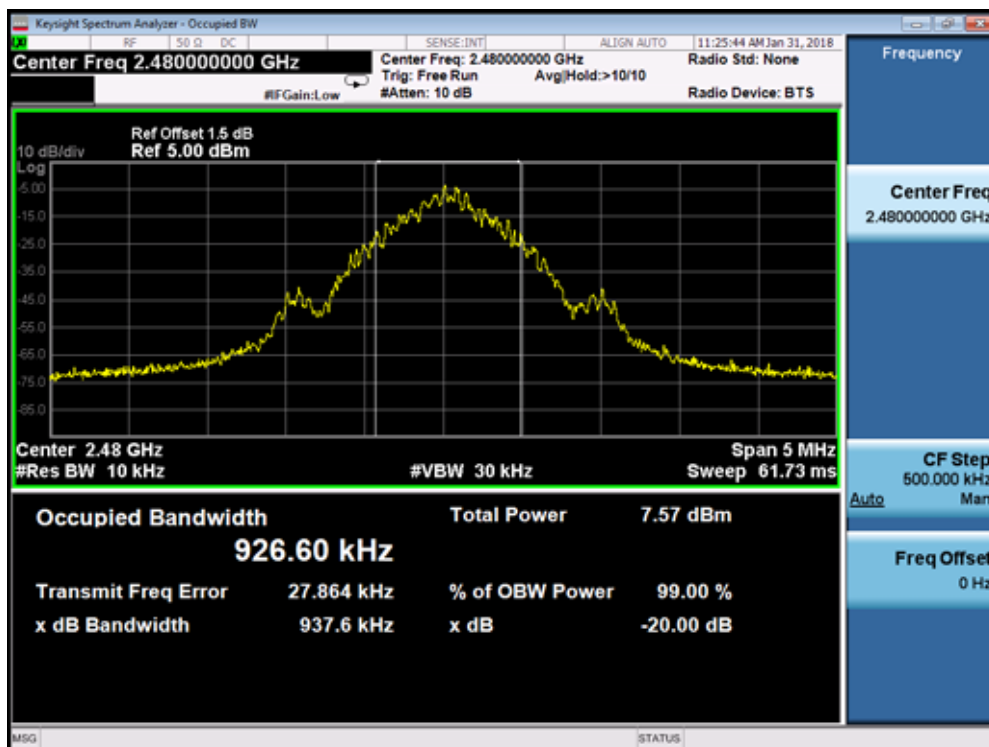 Keysight Spectrum Analyzer - Occupied BW
LXI RF 50 Ω DC SENSE:INT ALIGN AUTO 11:25:44 AM Jan 31, 2018
Center Freq 2.480000000 GHz
Center Freq: 2.480000000 GHz
Radio Std: None
Trig: Free Run
Avg|Hold:>10/10
#IFGain:Low
#Atten: 10 dB
Radio Device: BTS
Ref Offset 1.5 dB
10 dB/div
Ref 5.00 dBm
Log
-5.00
-15.0
-25.0
-35.0
-45.0
-55.0
-65.0
-75.0
-85.0
Center 2.48 GHz
Span 5 MHz
#Res BW 10 kHz
#VBW 30 kHz
Sweep 61.73 ms
Occupied Bandwidth
Total Power 7.57 dBm
926.60 kHz
Transmit Freq Error 27.864 kHz
% of OBW Power 99.00 %
x dB Bandwidth 937.6 kHz
x dB -20.00 dB
Frequency
Center Freq
2.480000000 GHz
CF Step
500.000 kHz
Auto Man
Freq Offset
0 Hz
MSG STATUS